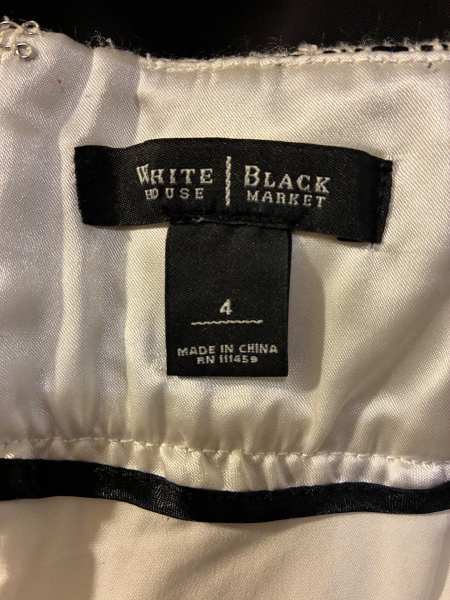 WHITE | BLACK
HOUSE | MARKET
4
MADE IN CHINA
RN 111459